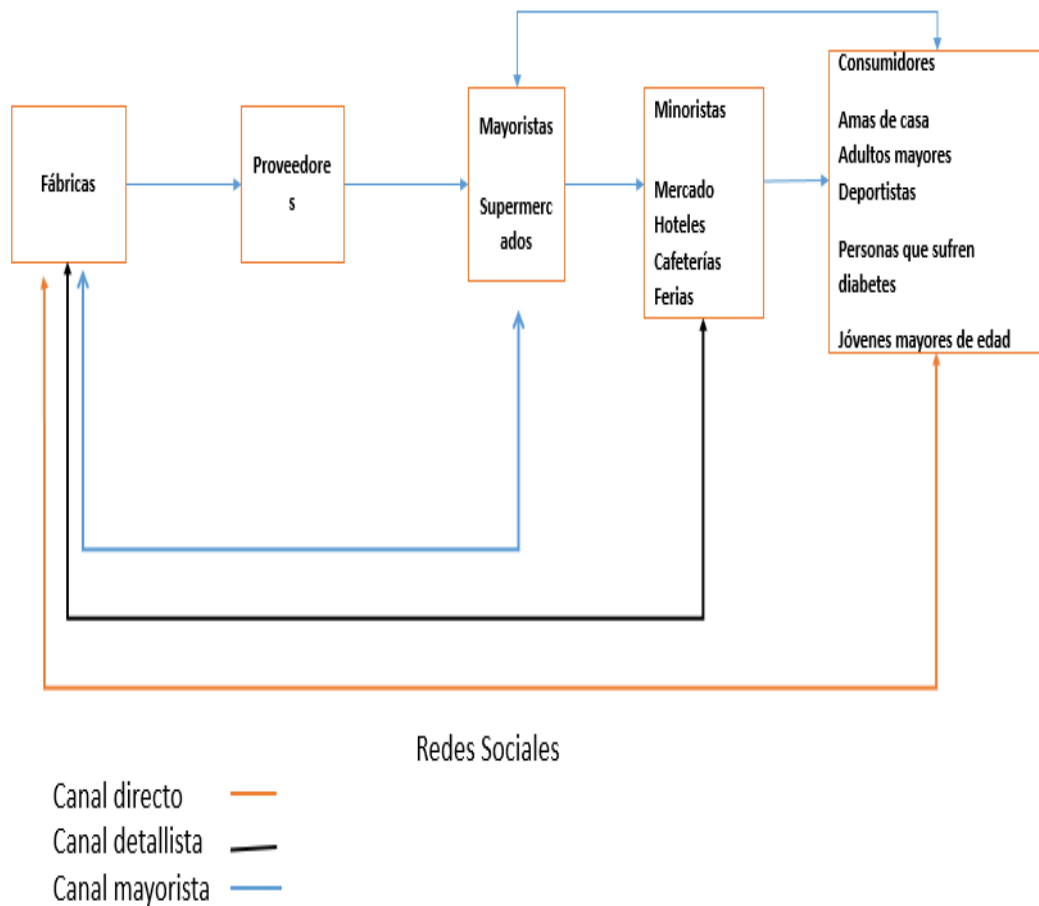 Fábricas
Proveedore
s
Mayoristas
Supermerc
ados
Minoristas
Mercado
Hoteles
Cafeterías
Ferias
Consumidores
Amas de casa
Adultos mayores
Deportistas
Personas que sufren
diabetes
Jóvenes mayores de edad
Redes Sociales
Canal directo
Canal detallista
Canal mayorista